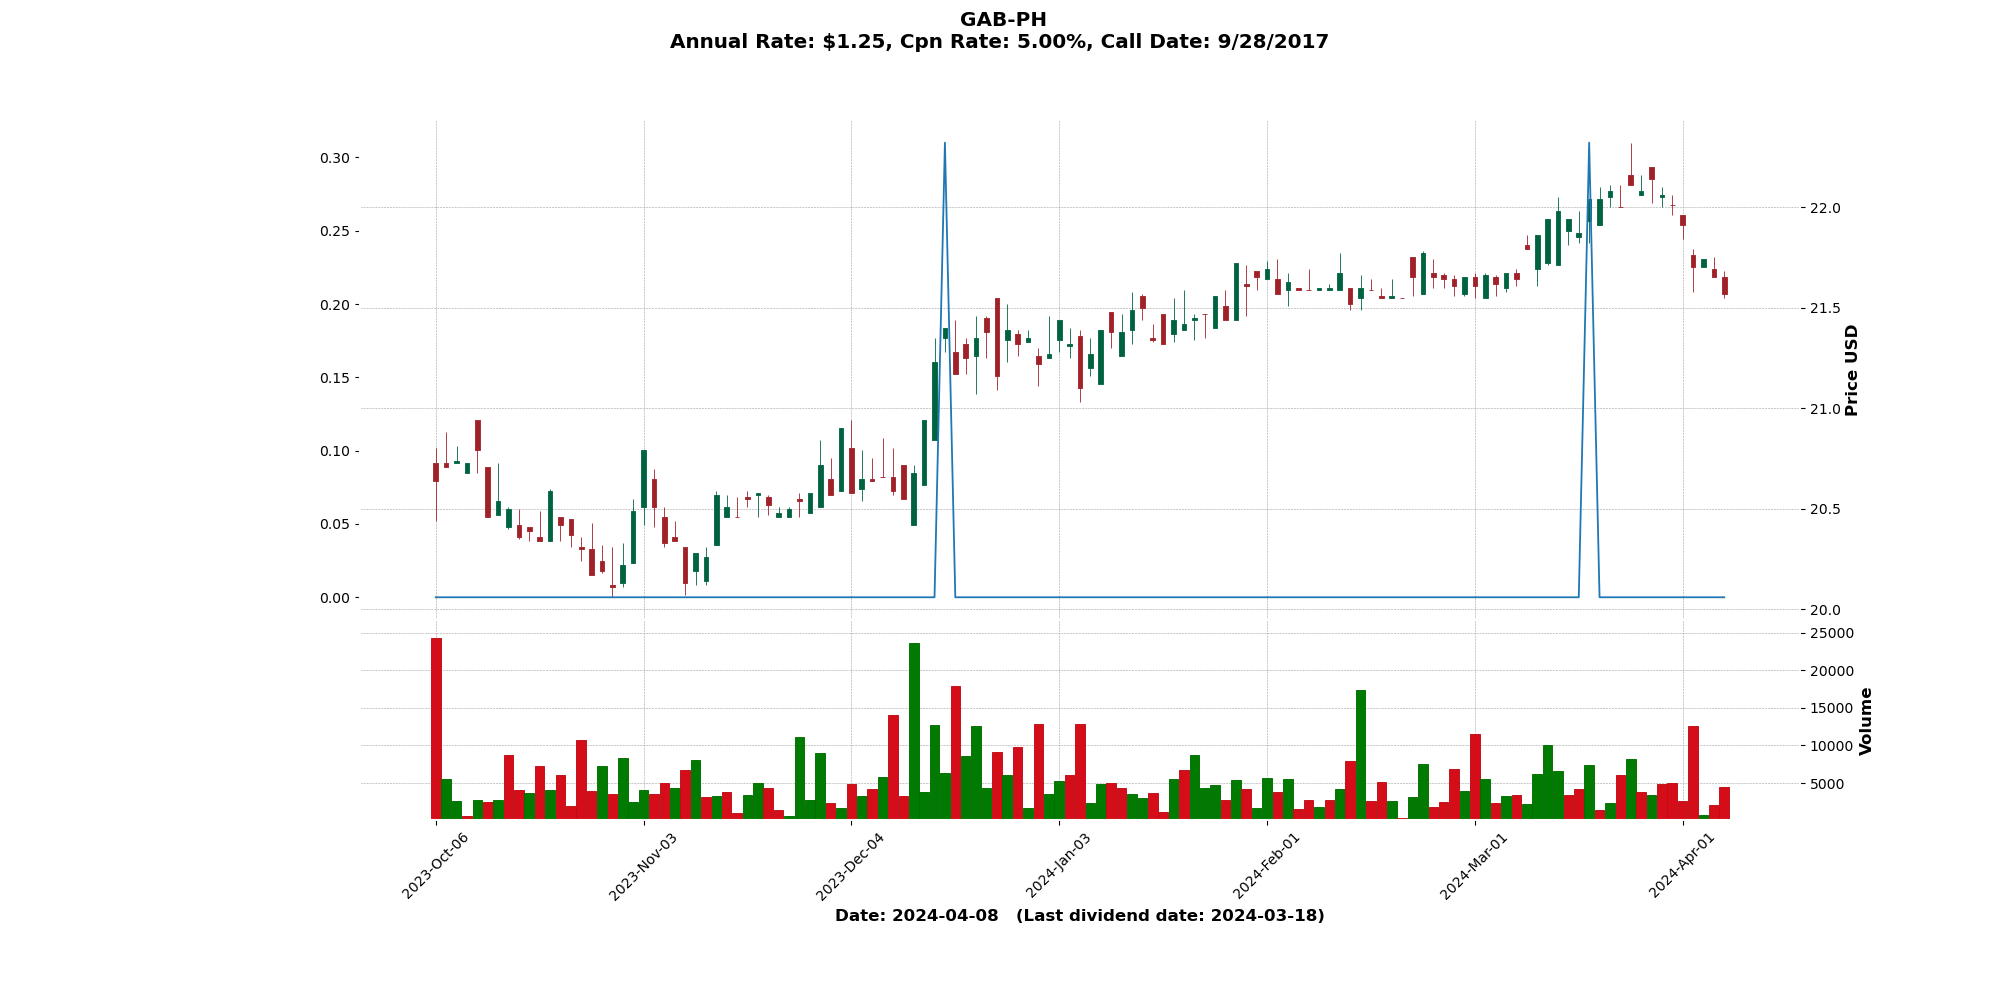 GAB-PH
Annual Rate: $1.25, Cpn Rate: 5.00%, Call Date: 9/28/2017
0.30
0.25
0.20
0.15
0.10
0.05
0.00
22.0
21.5
21.0
20.5
20.0
Price USD
25000
20000
15000
10000
5000
Volume
2023-Oct-06
2023-Nov-03
2023-Dec-04
2024-Jan-03
2024-Feb-01
2024-Mar-01
2024-Apr-01
Date: 2024-04-08 (Last dividend date: 2024-03-18)